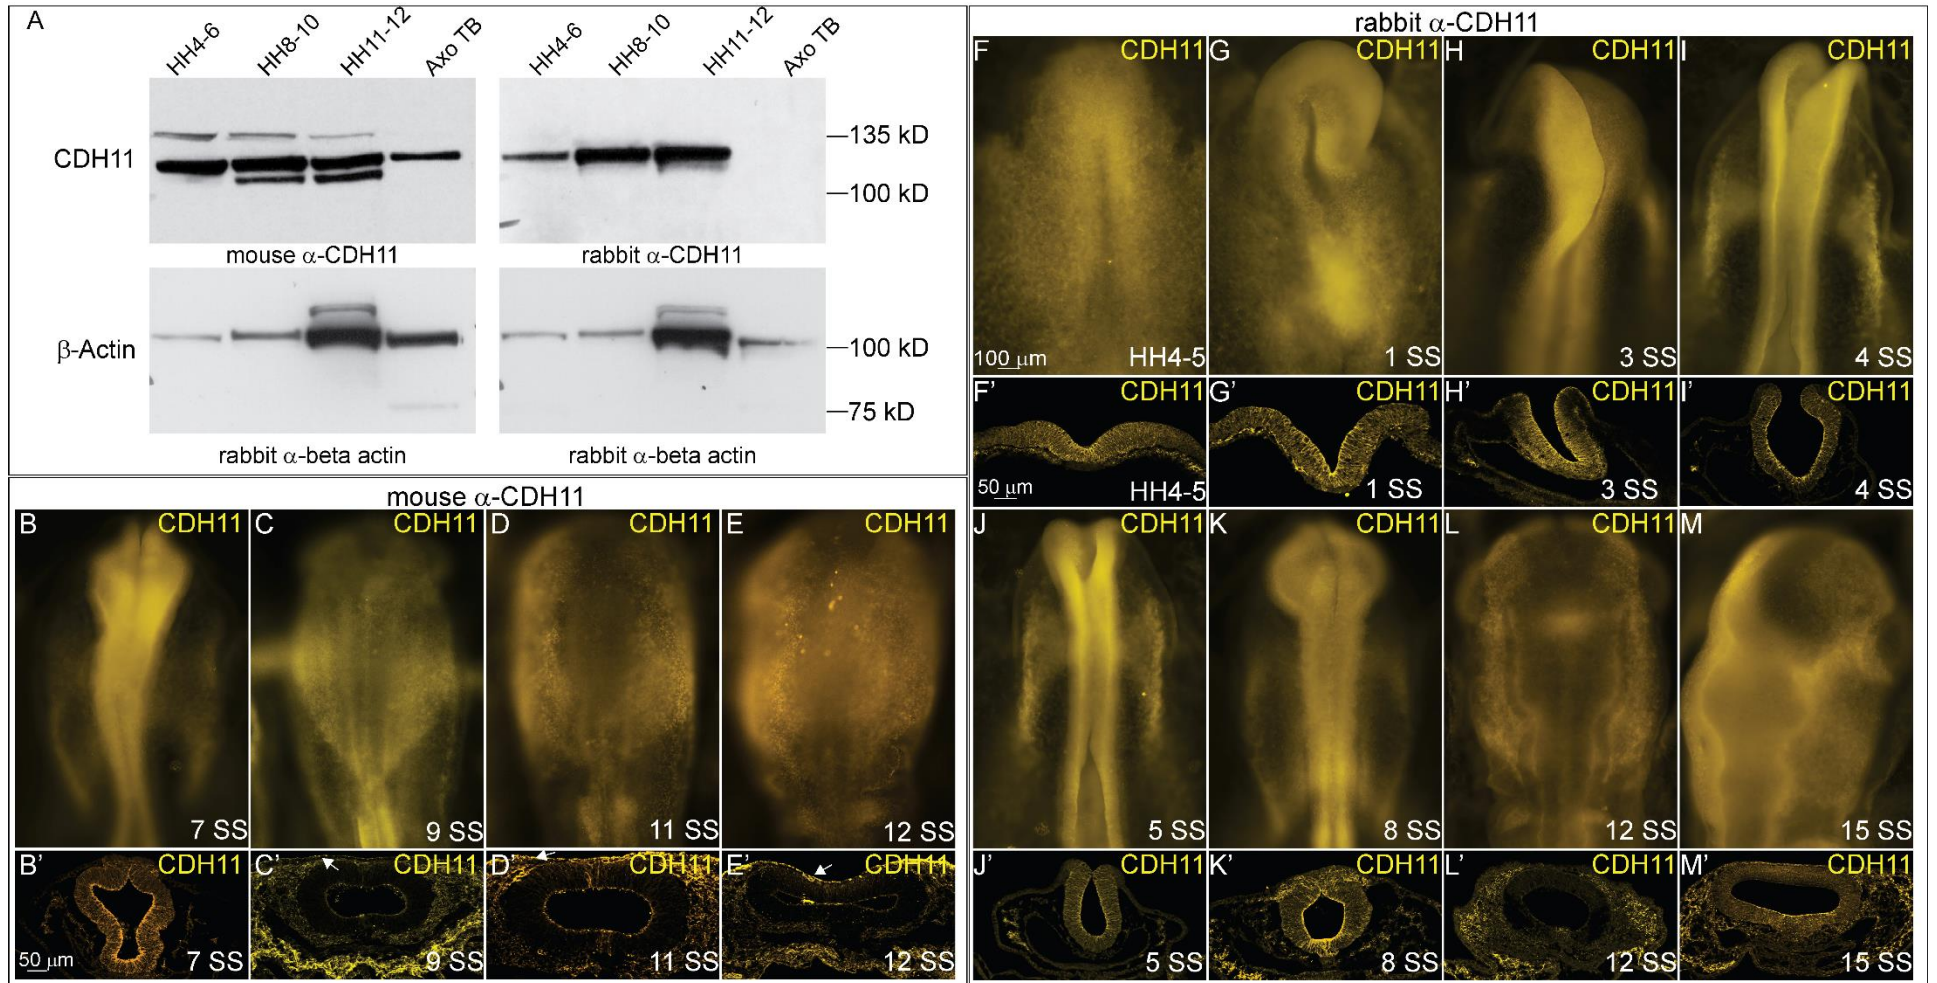 A
HH4-6
HH8-10
HH11-12
Axo TB
HH4-6
HH8-10
HH11-12
Axo TB
CDH11
135 kD
100 kD
mouse α-CDH11
rabbit α-CDH11
β-Actin
100 kD
75 kD
rabbit α-beta actin
rabbit α-beta actin
mouse α-CDH11
B
CDH11
7 SS
C
CDH11
9 SS
D
CDH11
11 SS
E
CDH11
12 SS
B’
CDH11
50 μm
7 SS
C’
CDH11
9 SS
D’
CDH11
11 SS
E’
CDH11
12 SS
rabbit α-CDH11
F
CDH11
100 μm
HH4-5
G
CDH11
1 SS
H
CDH11
3 SS
I
CDH11
4 SS
F’
CDH11
50 μm
HH4-5
G’
CDH11
1 SS
H’
CDH11
3 SS
I’
CDH11
4 SS
J
CDH11
5 SS
K
CDH11
8 SS
L
CDH11
12 SS
M
CDH11
15 SS
J’
CDH11
5 SS
K’
CDH11
8 SS
L’
CDH11
12 SS
M’
CDH11
15 SS